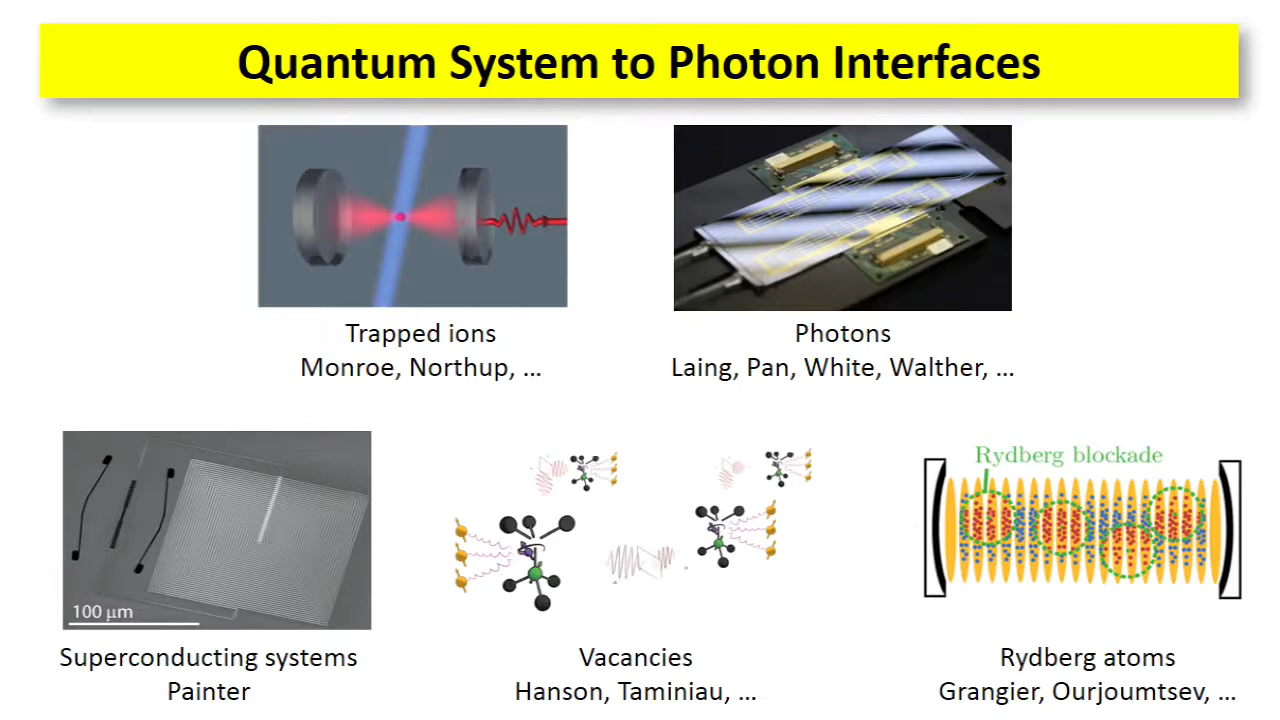 Quantum System to Photon Interfaces
Trapped ions
Monroe, Northup, ...
Photons
Laing, Pan, White, Walther, ...
100 μm
Superconducting systems
Painter
Vacancies
Hanson, Taminiau, ...
Rydberg blockade
Rydberg atoms
Grangier, Ourjoumtsev, ...